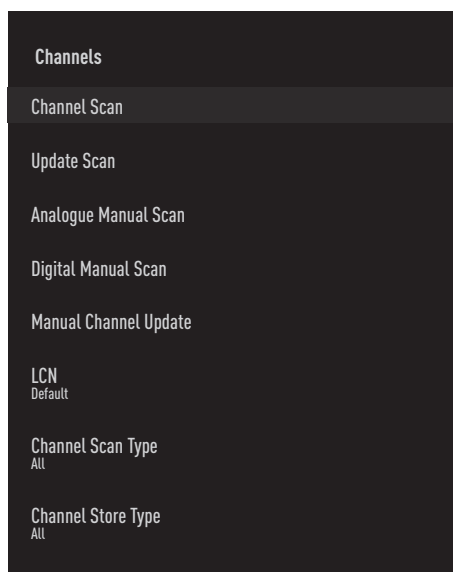 Channels
Channel Scan
Update Scan
Analogue Manual Scan
Digital Manual Scan
Manual Channel Update
LCN
Default
Channel Scan Type
All
Channel Store Type
All